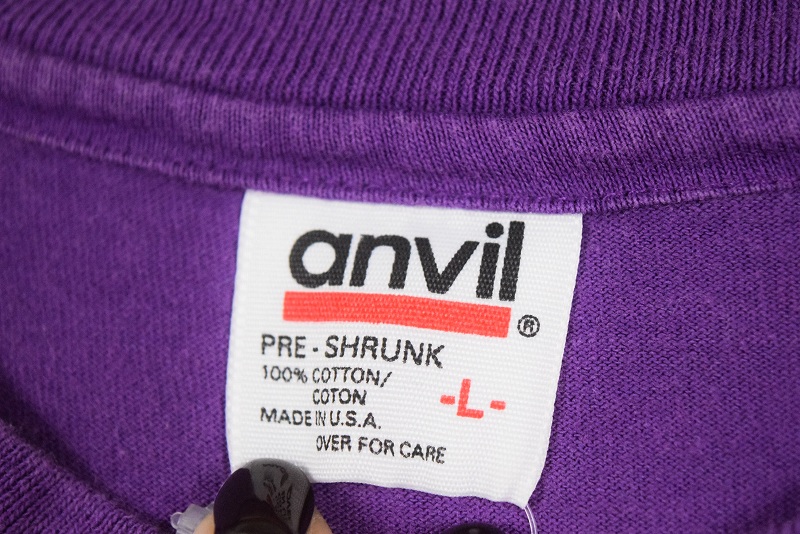 anvil
®
PRE-SHRUNK
100% COTTON/
COTON
-L-
MADE IN U.S.A.
OVER FOR CARE